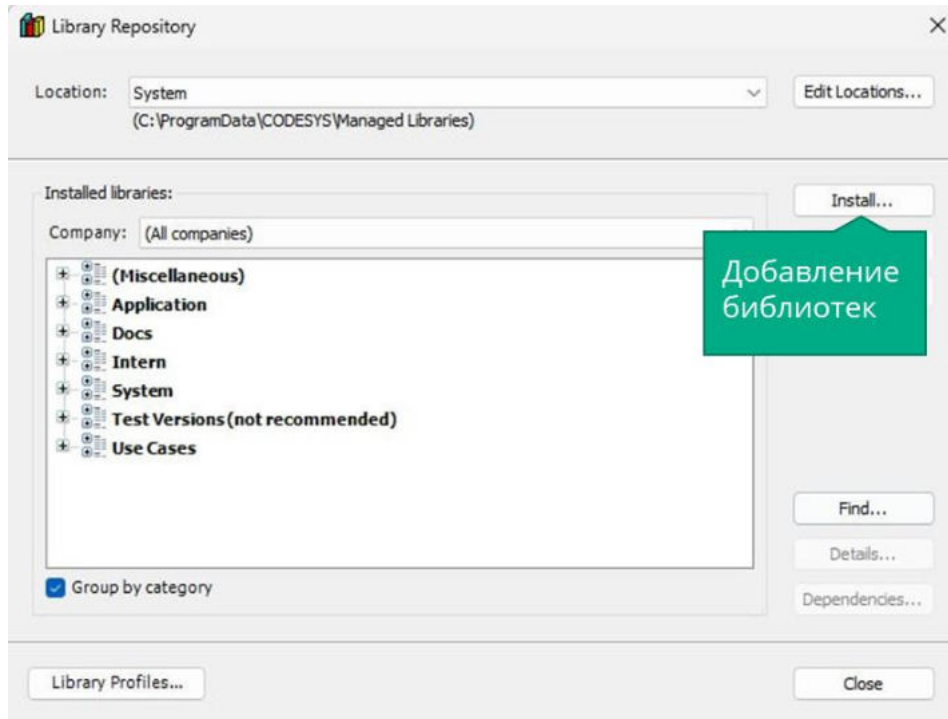 Library Repository
Location: System Edit Locations...
(C:\ProgramData\CODESYS\Managed Libraries)
Installed libraries:
Install...
Company: (All companies)
Добавление
библиотек
(Miscellaneous)
Application
Docs
Intern
System
Test Versions (not recommended)
Use Cases
Find...
Details...
Group by category
Dependencies...
Library Profiles... Close